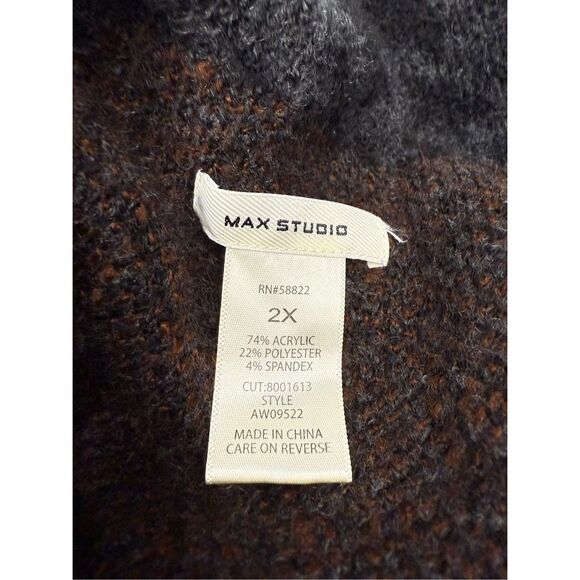 MAX STUDIO
RN#58822
2X
74% ACRYLIC
22% POLYESTER
4% SPANDEX
CUT:8001613
STYLE
AW09522
MADE IN CHINA
CARE ON REVERSE